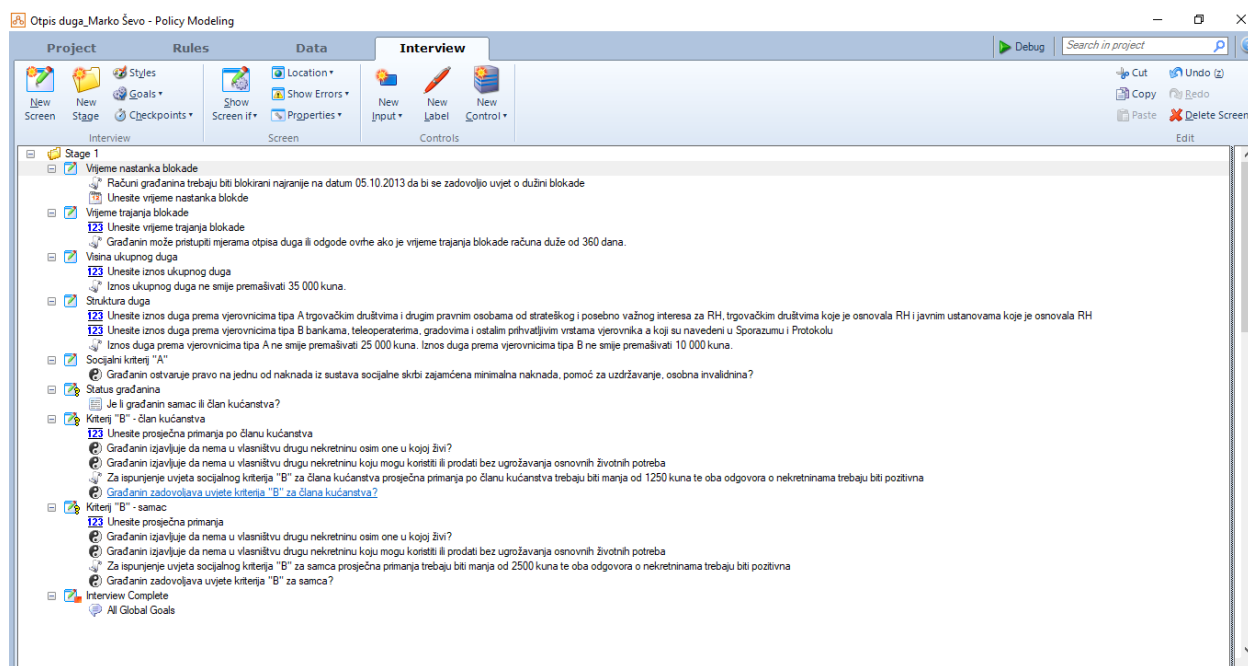 Otpis duga_Marko Ševo - Policy Modeling
Project Rules Data Interview Debug Search in project
New Screen New Stage Styles Goals Checkpoints Show Screen if Location Show Errors Properties New Input New Label New Control Cut Copy Paste Undo (z) Redo Delete Screen
Interview Screen Controls Edit
Stage 1
Vrijeme nastanka blokade
Računi građanina trebaju biti blokirani najranije na datum 05.10.2013 da bi se zadovoljio uvjet o dužini blokade
Unesite vrijeme nastanka blokde
Vrijeme trajanja blokade
123 Unesite vrijeme trajanja blokade
Građanin može pristupiti mjerama otpisa duga ili odgode ovrhe ako je vrijeme trajanja blokade računa duže od 360 dana.
Visina ukupnog duga
123 Unesite iznos ukupnog duga
Iznos ukupnog duga ne smije premašivati 35 000 kuna.
Struktura duga
123 Unesite iznos duga prema vjerovnicima tipa A trgovačkim društvima i drugim pravnim osobama od strateškog i posebno važnog interesa za RH, trgovačkim društvima koje je osnovala RH i javnim ustanovama koje je osnovala RH
123 Unesite iznos duga prema vjerovnicima tipa B bankama, teleoperaterima, gradovima i ostalim prihvatljivim vrstama vjerovnika a koji su navedeni u Sporazumu i Protokolu
Iznos duga prema vjerovnicima tipa A ne smije premašivati 25 000 kuna. Iznos duga prema vjerovnicima tipa B ne smije premašivati 10 000 kuna.
Socijalni kriterij "A"
Građanin ostvaruje pravo na jednu od naknada iz sustava socijalne skrbi zajamćena minimalna naknada, pomoć za uzdržavanje, osobna invalidnina?
Status građanina
Je li građanin samac ili član kućanstva?
Kriterij "B" - član kućanstva
123 Unesite prosječna primanja po članu kućanstva
Građanin izjavljuje da nema u vlasništvu drugu nekretninu osim one u kojoj živi?
Građanin izjavljuje da nema u vlasništvu drugu nekretninu koju mogu koristiti ili prodati bez ugrožavanja osnovnih životnih potreba
Za ispunjenje uvjeta socijalnog kriterija "B" za člana kućanstva prosječna primanja po članu kućanstva trebaju biti manja od 1250 kuna te oba odgovora o nekretninama trebaju biti pozitivna
Građanin zadovoljava uvjete kriterija "B" za člana kućanstva?
Kriterij "B" - samac
123 Unesite prosječna primanja
Građanin izjavljuje da nema u vlasništvu drugu nekretninu osim one u kojoj živi?
Građanin izjavljuje da nema u vlasništvu drugu nekretninu koju mogu koristiti ili prodati bez ugrožavanja osnovnih životnih potreba
Za ispunjenje uvjeta socijalnog kriterija "B" za samca prosječna primanja trebaju biti manja od 2500 kuna te oba odgovora o nekretninama trebaju biti pozitivna
Građanin zadovoljava uvjete kriterija "B" za samca?
Interview Complete
All Global Goals